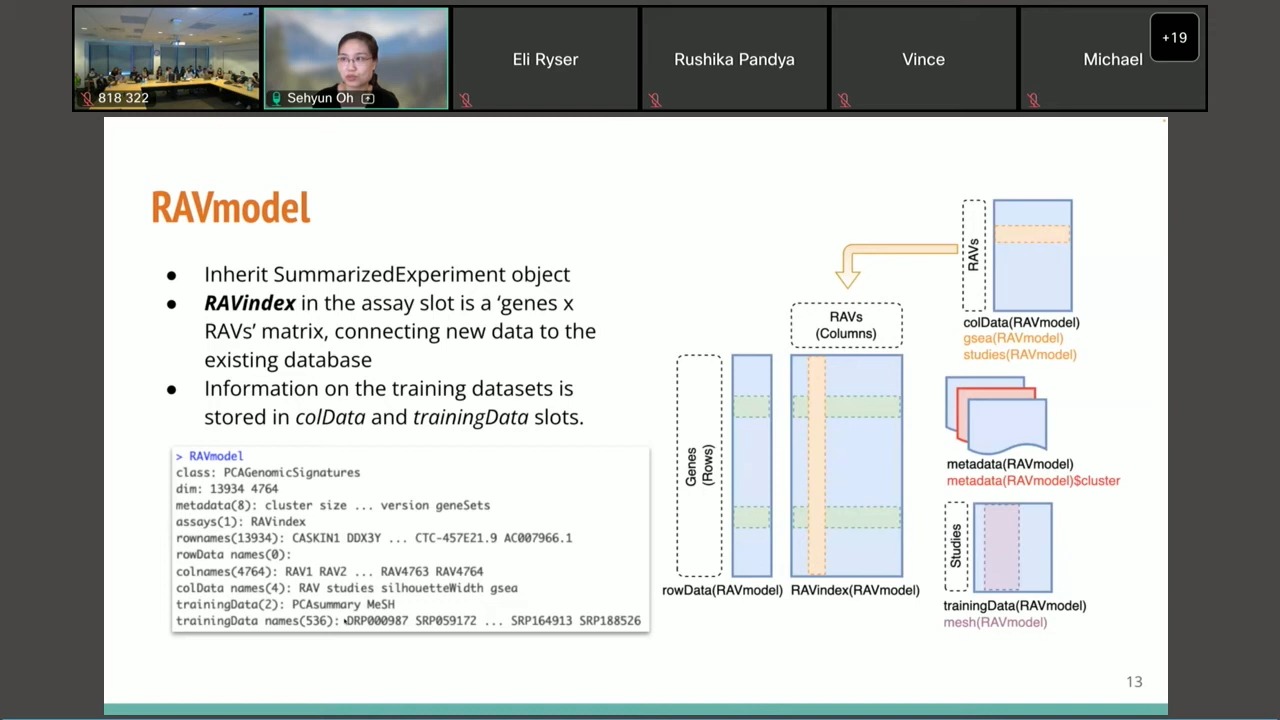 818 322
Sehyun Oh
Eli Ryser
Rushika Pandya
Vince
Michael
+19
RAVmodel
● Inherit SummarizedExperiment object
● RAVindex in the assay slot is a ‘genes x
RAVs’ matrix, connecting new data to the
existing database
● Information on the training datasets is
stored in colData and trainingData slots.
> RAVmodel
class: PCAGenomicSignatures
dim: 13934 4764
metadata(8): cluster size ... version geneSets
assays(1): RAVindex
rownames(13934): CASKIN1 DDX3Y ... CTC-457E21.9 AC007966.1
rowData names(0):
colnames(4764): RAV1 RAV2 ... RAV4763 RAV4764
colData names(4): RAV studies silhouetteWidth gsea
trainingData(2): PCAsummary MeSH
trainingData names(536): DRP000987 SRP059172 ... SRP164913 SRP188526
Genes
(Rows)
rowData(RAVmodel)
RAVs
(Columns)
RAVindex(RAVmodel)
RAVs
colData(RAVmodel)
gsea(RAVmodel)
studies(RAVmodel)
metadata(RAVmodel)
metadata(RAVmodel)$cluster
Studies
trainingData(RAVmodel)
mesh(RAVmodel)
13